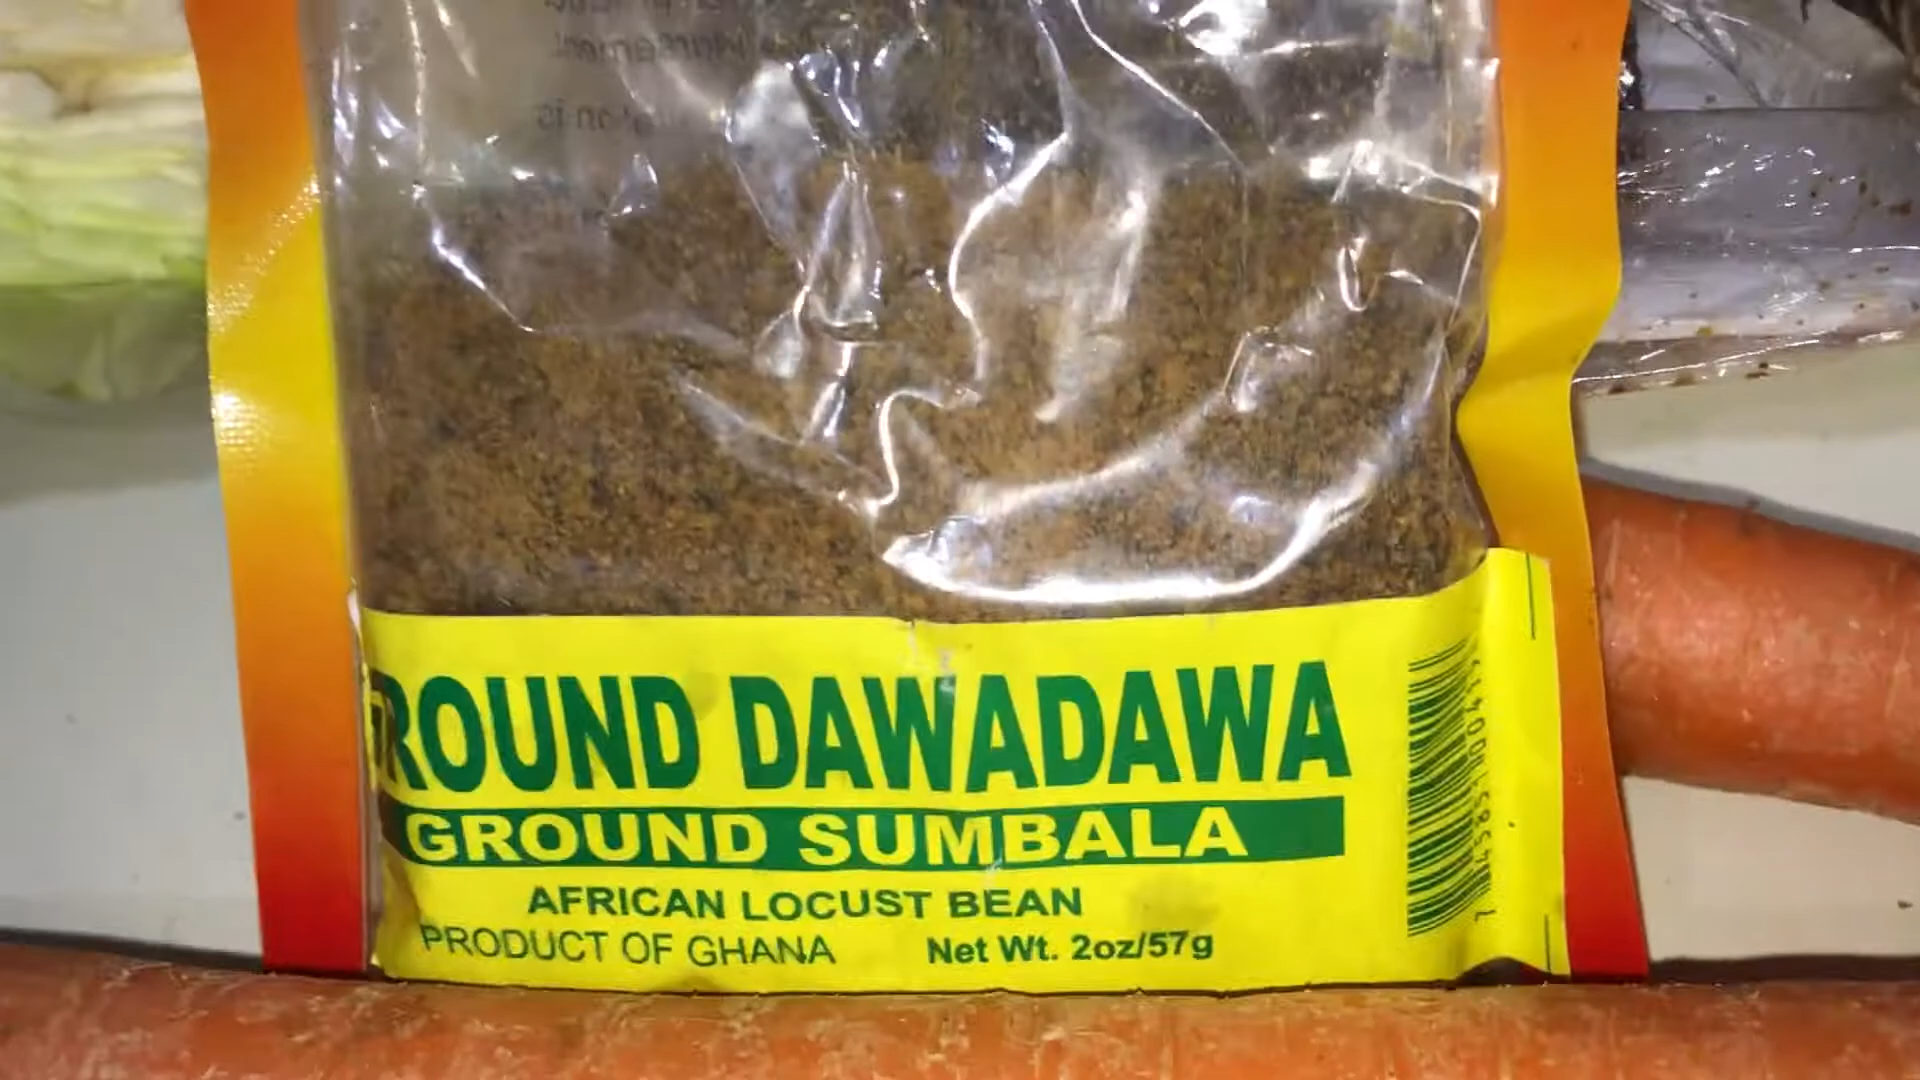 ROUND DAWADAWA
GROUND SUMBALA
AFRICAN LOCUST BEAN
PRODUCT OF GHANA
Net Wt. 2oz/57g